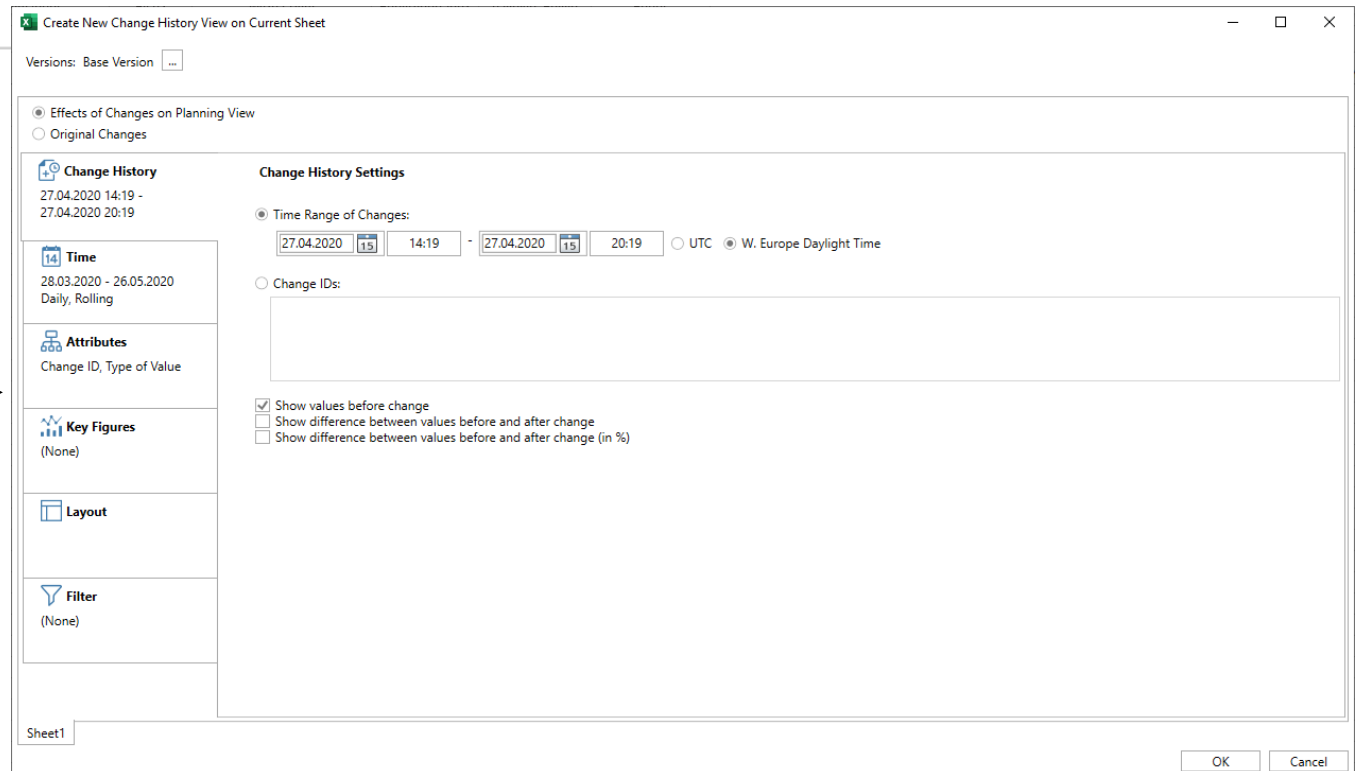 Create New Change History View on Current Sheet
Versions: Base Version ...
Effects of Changes on Planning View
Original Changes
Change History
27.04.2020 14:19 -
27.04.2020 20:19
Time
14
28.03.2020 - 26.05.2020
Daily, Rolling
Attributes
Change ID, Type of Value
Key Figures
(None)
Layout
Filter
(None)
Change History Settings
Time Range of Changes:
27.04.2020 15 14:19 - 27.04.2020 15 20:19 UTC W. Europe Daylight Time
Change IDs:
Show values before change
Show difference between values before and after change
Show difference between values before and after change (in %)
Sheet1
OK Cancel